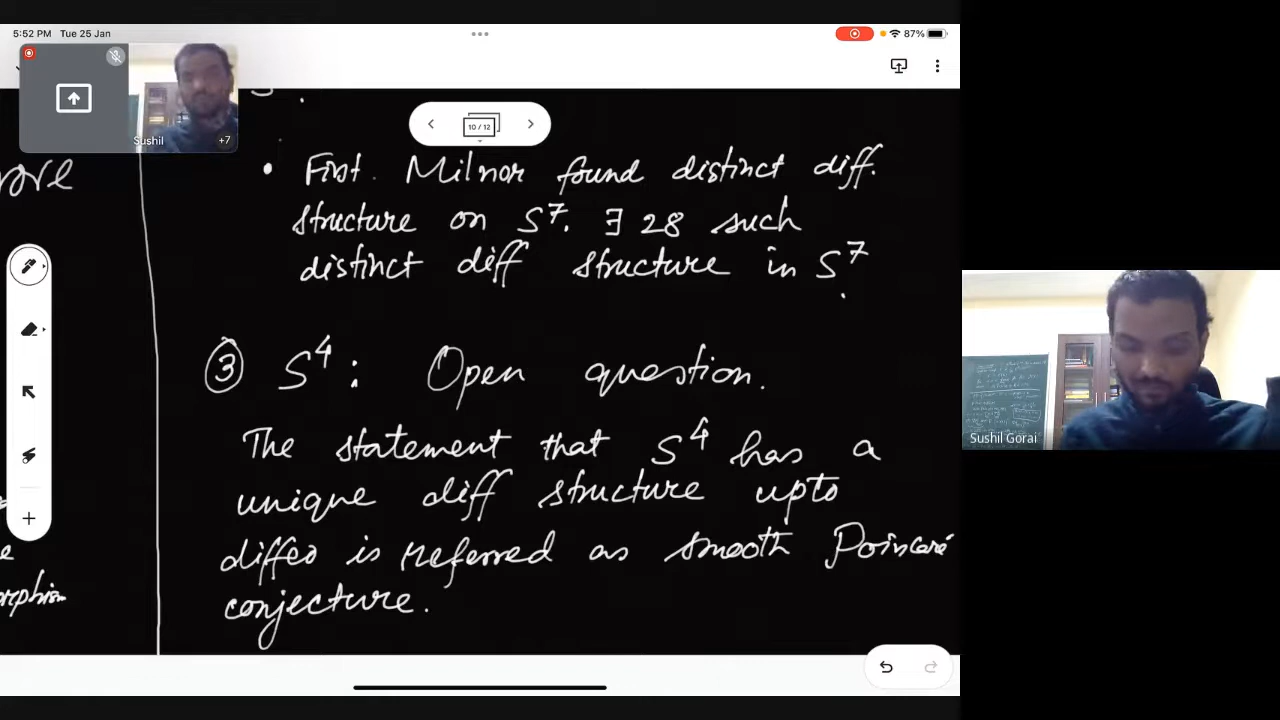 5:52 PM Tue 25 Jan
87%
Sushil
+7
10 / 12
• First. Milnor found distinct diff.
structure on S⁷. ∃ 28 such
distinct diff structure in S⁷
③ S⁴: Open question.
The statement that S⁴ has a
unique diff structure upto
diffeo is referred as smooth Poincaré
conjecture.
Sushil Gorai